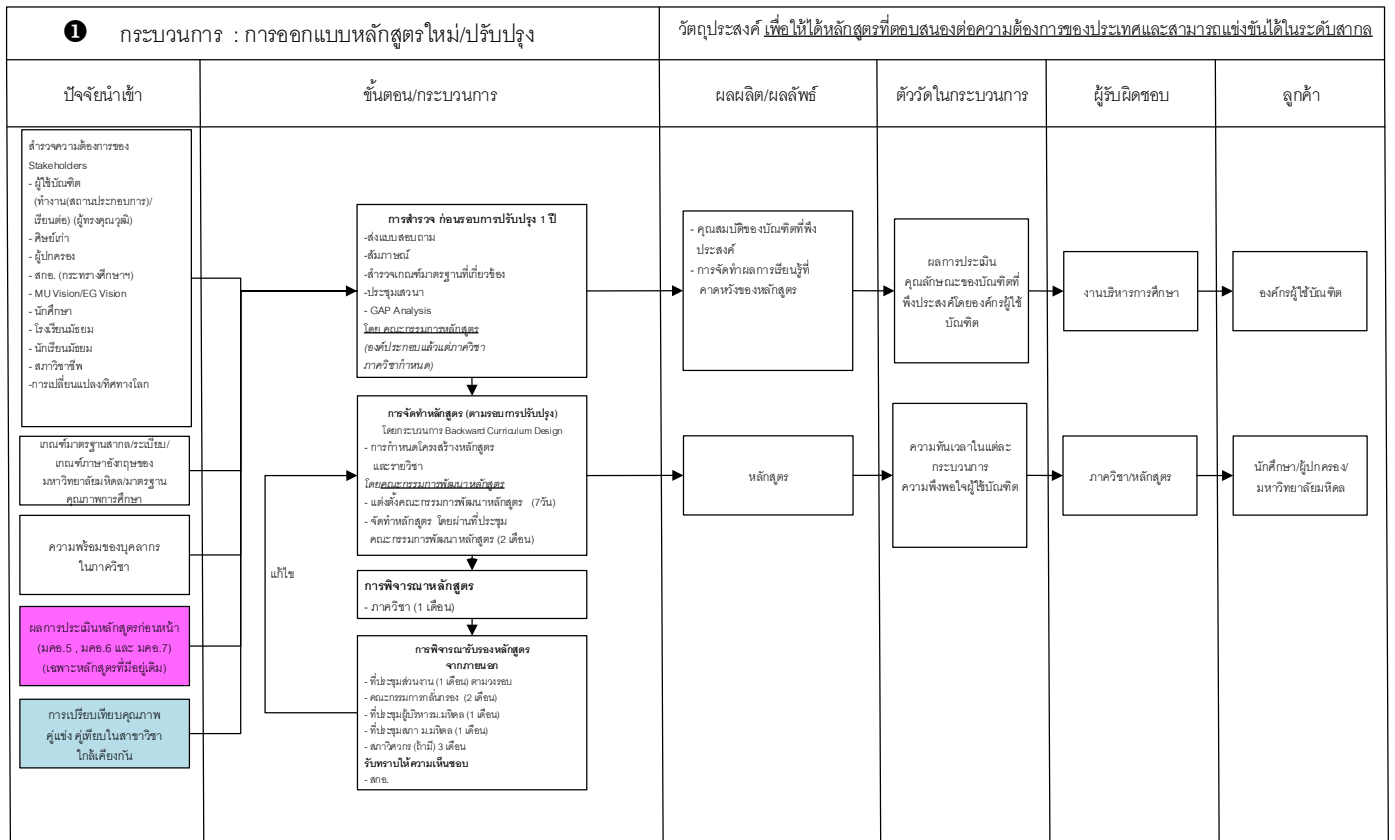 ❶ กระบวนการ : การออกแบบหลักสูตรใหม่/ปรับปรุง
วัตถุประสงค์ เพื่อให้ได้หลักสูตรที่ตอบสนองต่อความต้องการของประเทศและสามารถแข่งขันได้ในระดับสากล
ปัจจัยนำเข้า
ขั้นตอน/กระบวนการ
ผลผลิต/ผลลัพธ์
ตัววัดในกระบวนการ
ผู้รับผิดชอบ
ลูกค้า
สำรวจความต้องการของ
Stakeholders
- ผู้ใช้บัณฑิต
(ทำงาน(สถานประกอบการ)/
เรียนต่อ) (ผู้ทรงคุณวุฒิ)
- ศิษย์เก่า
- ผู้ปกครอง
- สกอ. (กระทรางศึกษาฯ)
- MU Vision/EG Vision
- นักศึกษา
- โรงเรียนมัธยม
- นักเรียนมัธยม
- สภาวิชาชีพ
-การเปลี่ยนแปลง/ทิศทางโลก
เกณฑ์มาตรฐานสากล/ระเบียบ/
เกณฑ์ภาษาอังกฤษของ
มหาวิทยาลัยมหิดล/มาตรฐาน
คุณภาพการศึกษา
ความพร้อมของบุคลากร
ในภาควิชา
ผลการประเมินหลักสูตรก่อนหน้า
(มคอ.5 , มคอ.6 และ มคอ.7)
(เฉพาะหลักสูตรที่มีอยู่เดิม)
การเปรียบเทียบคุณภาพ
คู่แข่ง คู่เทียบในสาขาวิชา
ใกล้เคียงกัน
การสำรวจ ก่อนรอบการปรับปรุง 1 ปี
-ส่งแบบสอบถาม
-สัมภาษณ์
-สำรวจเกณฑ์มาตรฐานที่เกี่ยวข้อง
-ประชุมเสวนา
- GAP Analysis
โดย คณะกรรมการหลักสูตร
(องค์ประกอบแล้วแต่ภาควิชา
ภาควิชากำหนด)
การจัดทำหลักสูตร (ตามรอบการปรับปรุง)
โดยกระบวนการ Backward Curriculum Design
- การกำหนดโครงสร้างหลักสูตร
และรายวิชา
โดยคณะกรรมการพัฒนาหลักสูตร
- แต่งตั้งคณะกรรมการพัฒนาหลักสูตร (7วัน)
- จัดทำหลักสูตร โดยผ่านที่ประชุม
คณะกรรมการพัฒนาหลักสูตร (2 เดือน)
แก้ไข
การพิจารณาหลักสูตร
- ภาควิชา (1 เดือน)
การพิจารณารับรองหลักสูตร
จากภายนอก
- ที่ประชุมส่วนงาน (1 เดือน) ตามวงรอบ
- คณะกรรมการกลั่นกรอง (2 เดือน)
- ที่ประชุมผู้บริหารม.มหิดล (1 เดือน)
- ที่ประชุมสภา ม.มหิดล (1 เดือน)
- สภาวิศวกร (ถ้ามี) 3 เดือน
รับทราบให้ความเห็นชอบ
- สกอ.
- คุณสมบัติของบัณฑิตที่พึง
ประสงค์
- การจัดทำผลการเรียนรู้ที่
คาดหวังของหลักสูตร
ผลการประเมิน
คุณลักษณะของบัณฑิตที่
พึงประสงค์โดยองค์กรผู้ใช้
บัณฑิต
งานบริหารการศึกษา
องค์กรผู้ใช้บัณฑิต
หลักสูตร
ความทันเวลาในแต่ละ
กระบวนการ
ความพึงพอใจผู้ใช้บัณฑิต
ภาควิชา/หลักสูตร
นักศึกษา/ผู้ปกครอง/
มหาวิทยาลัยมหิดล